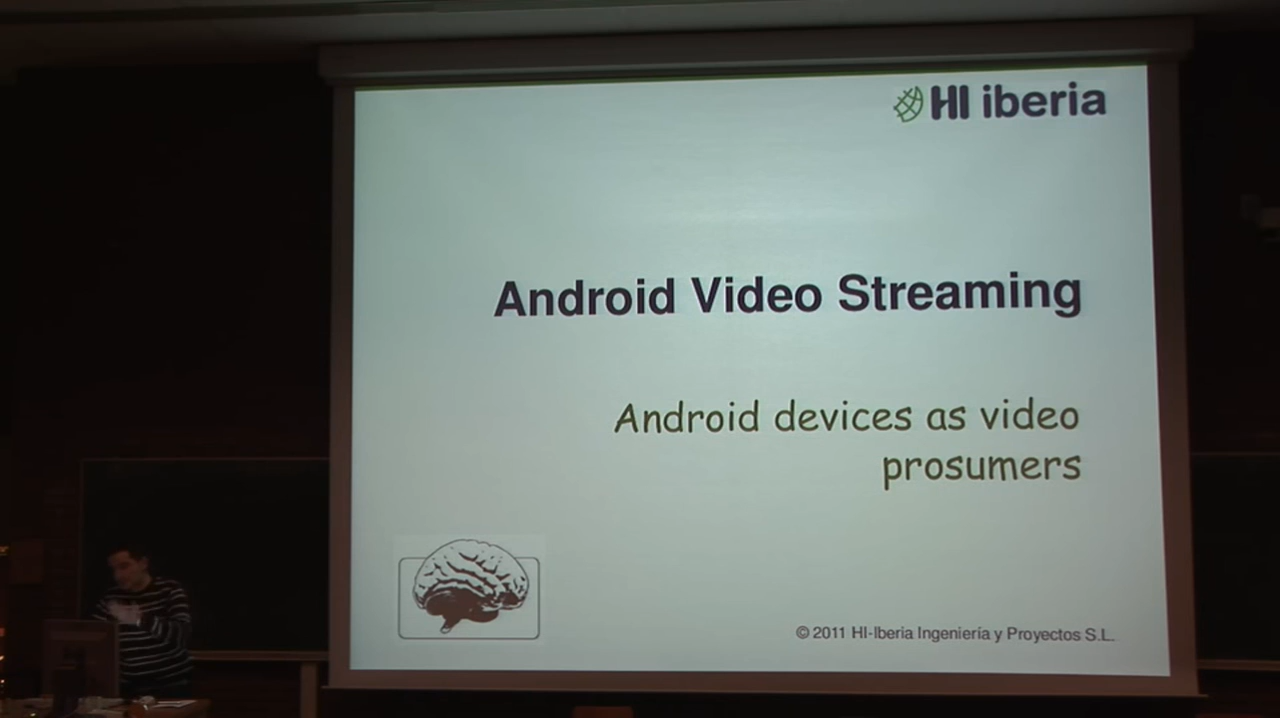 HI iberia
Android Video Streaming
Android devices as video
prosumers
© 2011 HI-Iberia Ingeniería y Proyectos S.L.